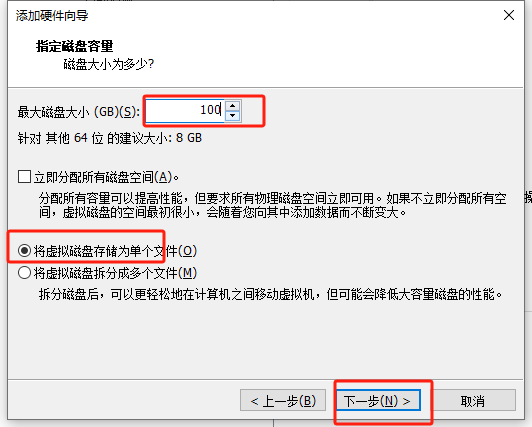 添加硬件向导
指定磁盘容量
磁盘大小为多少?
最大磁盘大小 (GB)(S): 100
针对 其他 64 位 的建议大小: 8 GB
立即分配所有磁盘空间(A)。
分配所有容量可以提高性能，但要求所有物理磁盘空间立即可用。如果不立即分配所有空
间，虚拟磁盘的空间最初很小，会随着您向其中添加数据而不断变大。
将虚拟磁盘存储为单个文件(O)
将虚拟磁盘拆分成多个文件(M)
拆分磁盘后，可以更轻松地在计算机之间移动虚拟机，但可能会降低大容量磁盘的性能。
< 上一步(B) 下一步(N) > 取消